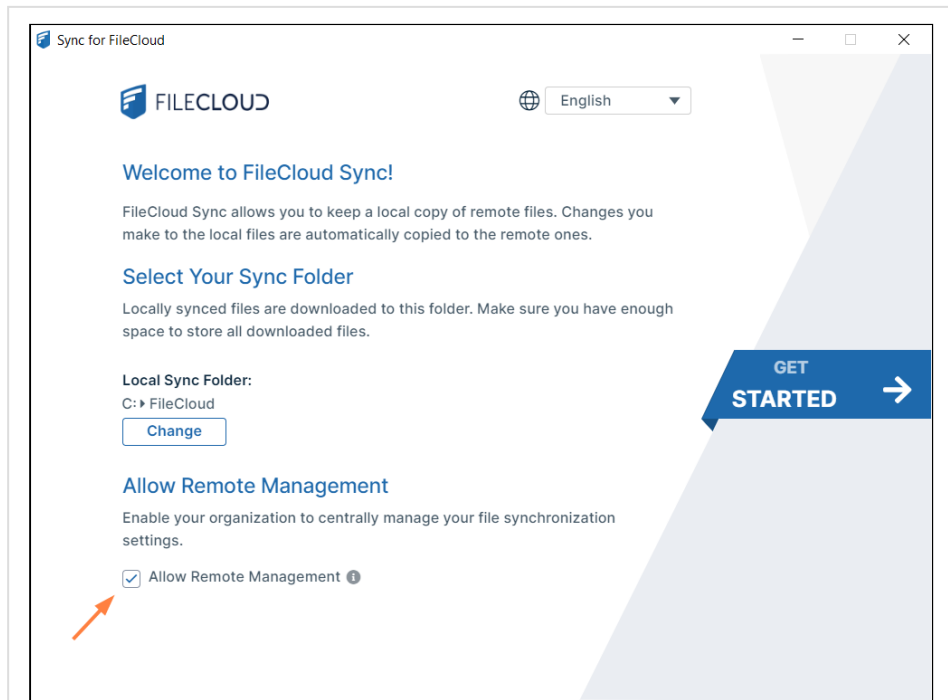 Sync for FileCloud
FILECLOUD
English
Welcome to FileCloud Sync!
FileCloud Sync allows you to keep a local copy of remote files. Changes you
make to the local files are automatically copied to the remote ones.
Select Your Sync Folder
Locally synced files are downloaded to this folder. Make sure you have enough
space to store all downloaded files.
GET
STARTED
Local Sync Folder:
C: FileCloud
Change
Allow Remote Management
Enable your organization to centrally manage your file synchronization
settings.
Allow Remote Management